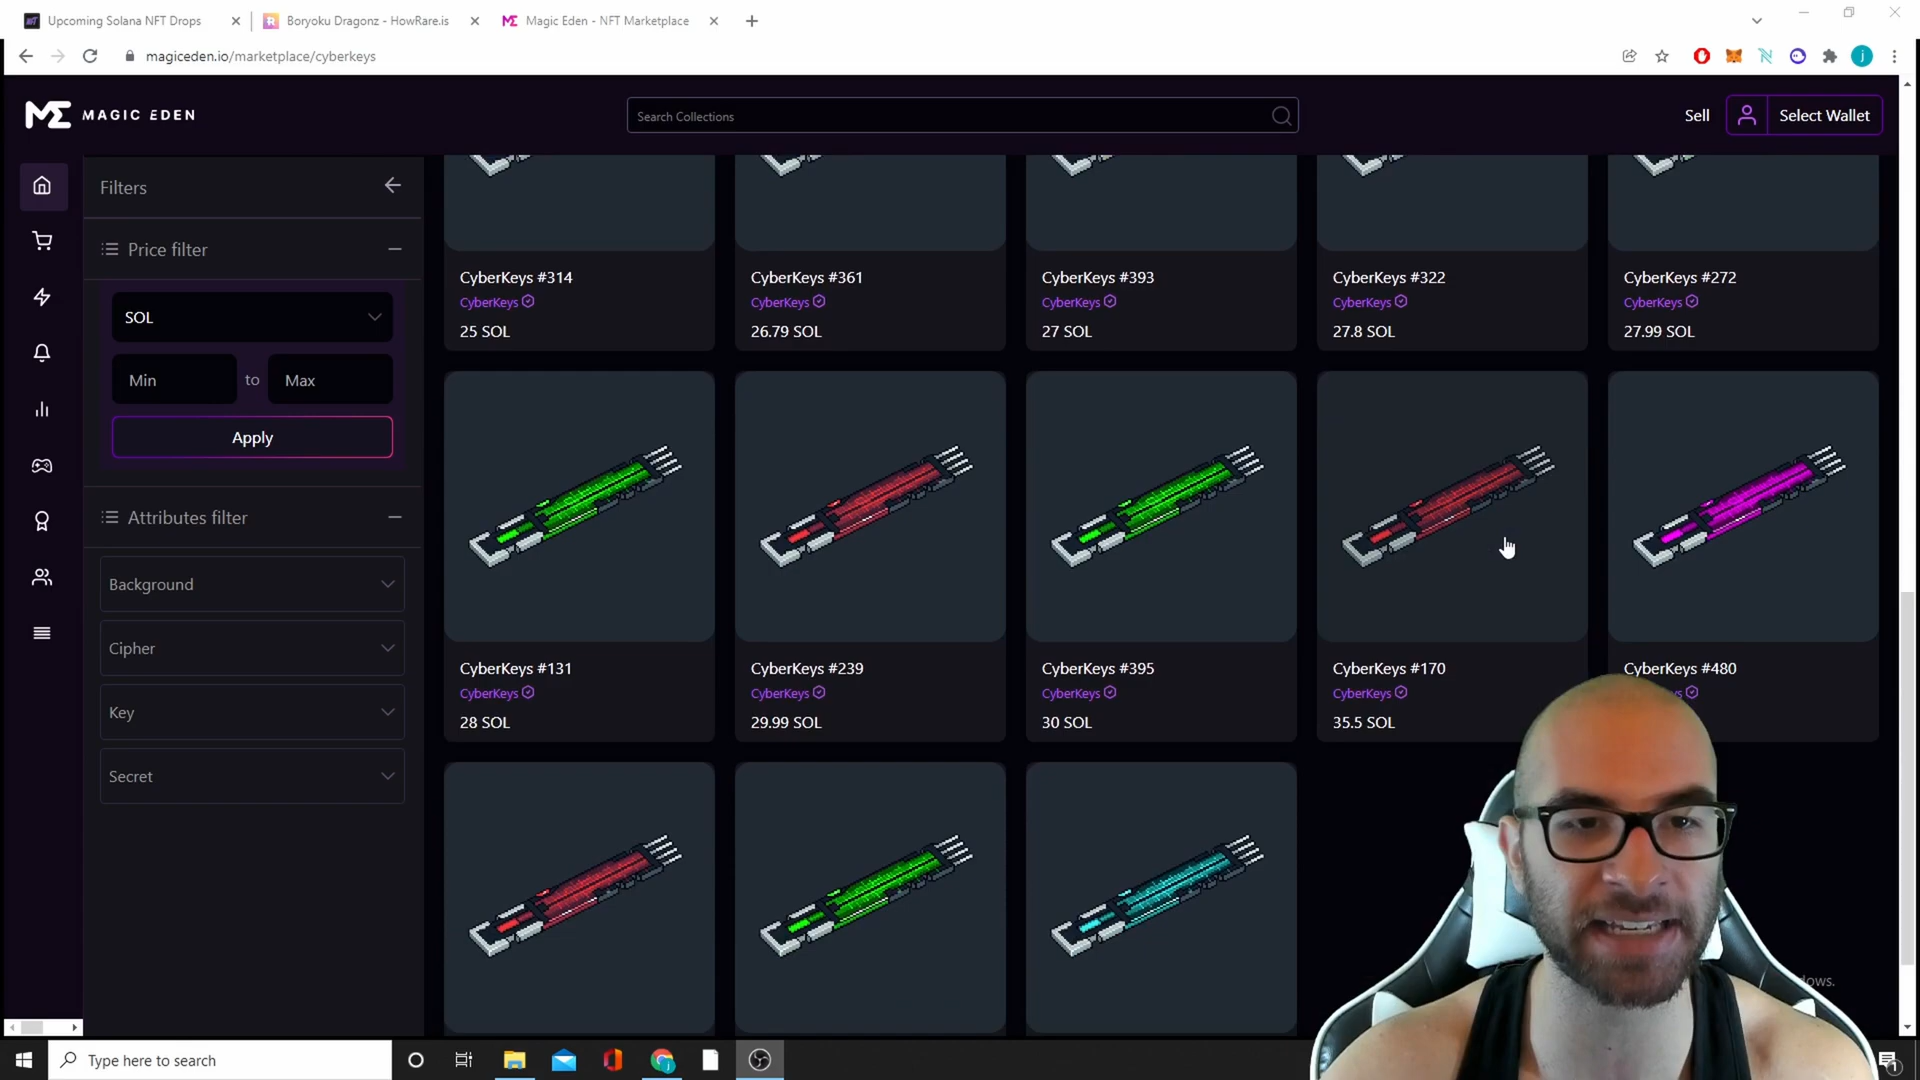 Upcoming Solana NFT Drops
Boryoku Dragonz - HowRare.is
Magic Eden - NFT Marketplace
magiceden.io/marketplace/cyberkeys
j
MAGIC EDEN
Search Collections
Sell
Select Wallet
Filters
Price filter
SOL
Min
to
Max
Apply
Attributes filter
Background
Cipher
Key
Secret
CyberKeys #314
CyberKeys #361
CyberKeys #393
CyberKeys #322
CyberKeys #272
CyberKeys
CyberKeys
CyberKeys
CyberKeys
CyberKeys
25 SOL
26.79 SOL
27 SOL
27.8 SOL
27.99 SOL
CyberKeys #131
CyberKeys #239
CyberKeys #395
CyberKeys #170
CyberKeys #480
CyberKeys
CyberKeys
CyberKeys
CyberKeys
28 SOL
29.99 SOL
30 SOL
35.5 SOL
Type here to search
1